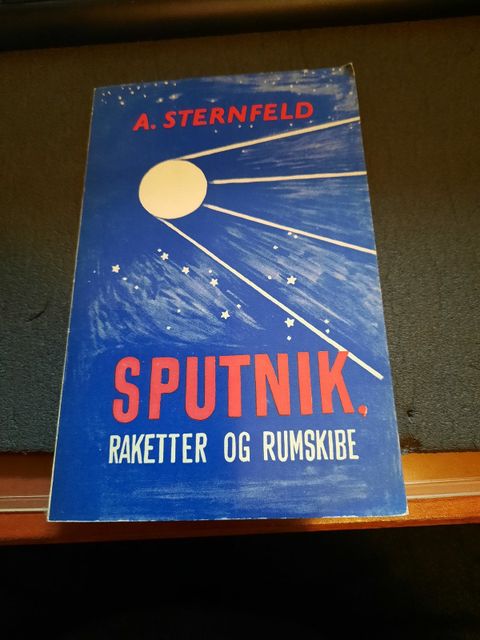 A. STERNFELD
SPUTNIK,
RAKETTER OG RUMSKIBE